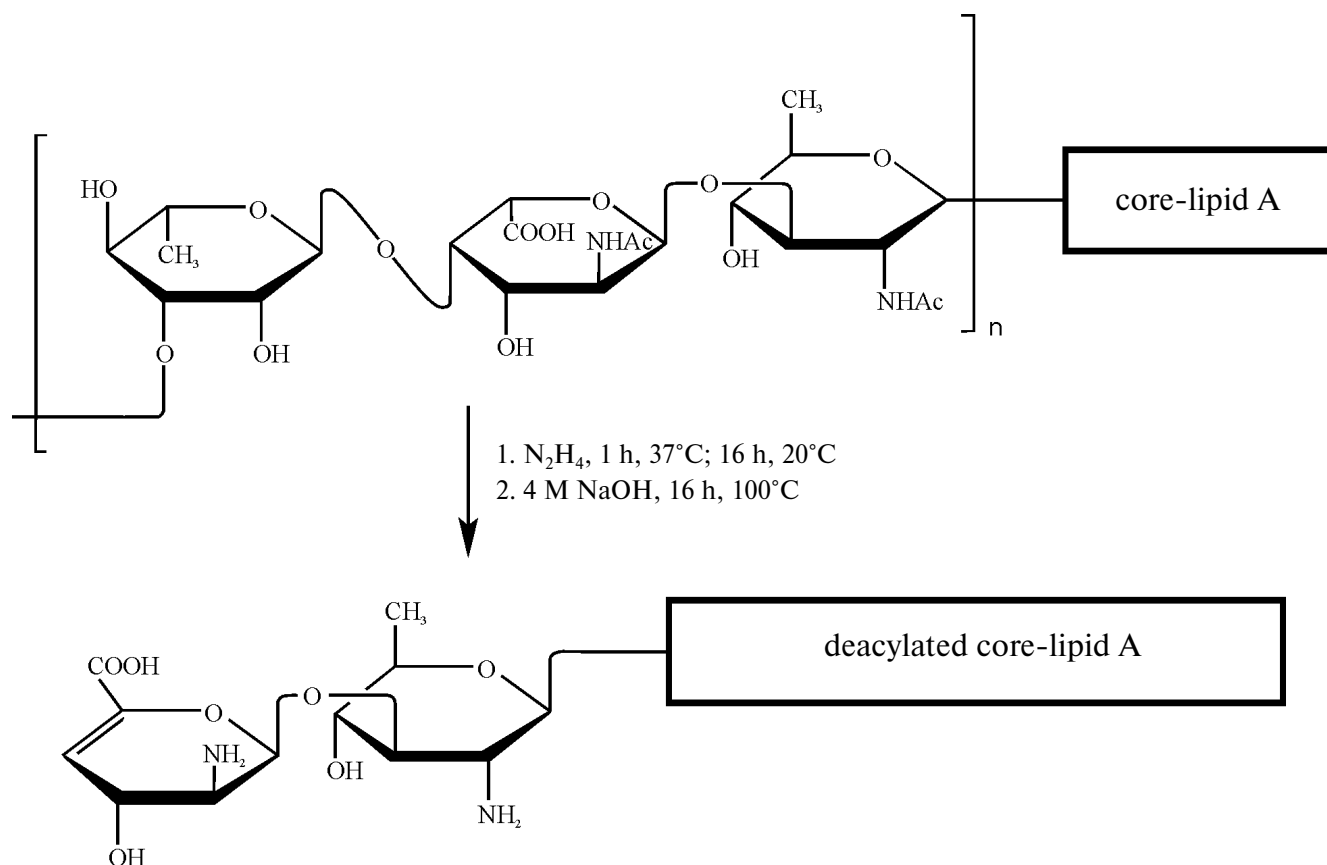 CH₃
O
HO
O
O
O
core-lipid A
O
COOH
NHAc
CH₃
OH
NHAc
OH
O
OH
n
1. N₂H₄, 1 h, 37°C; 16 h, 20°C
2. 4 M NaOH, 16 h, 100°C
CH₃
deacylated core-lipid A
COOH
O
O
O
NH₂
OH
NH₂
OH